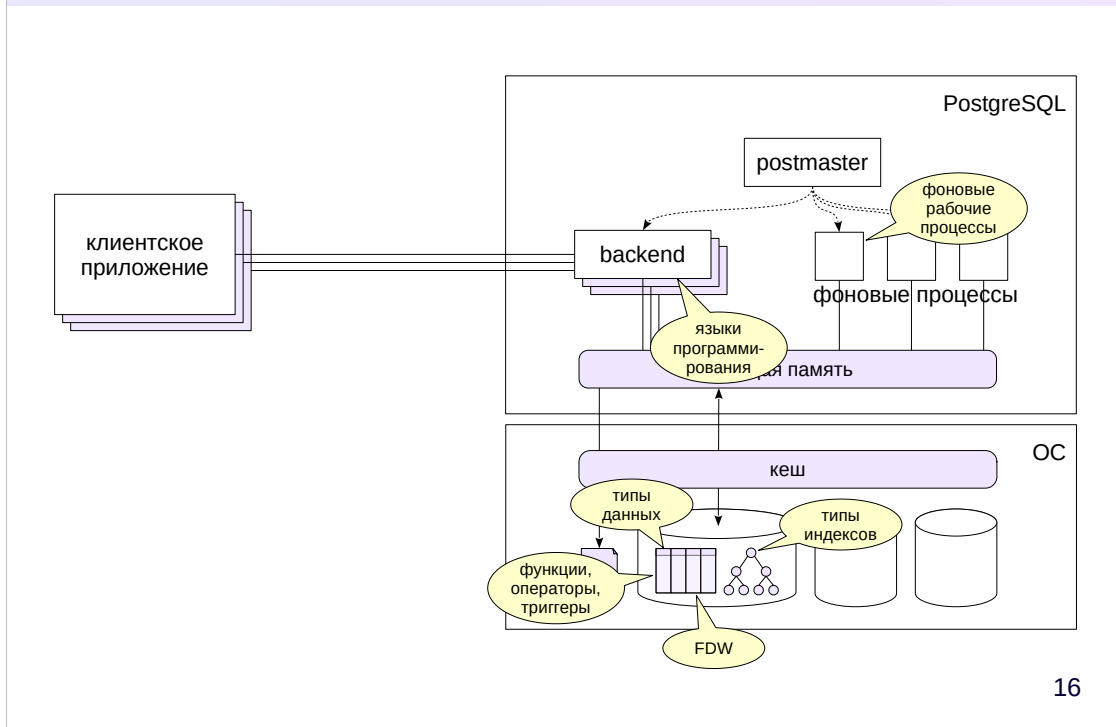 PostgreSQL
postmaster
фоновые
рабочие
процессы
клиентское
приложение
backend
фоновые процессы
языки
программи-
рования
память
ОС
кеш
типы
данных
типы
индексов
функции,
операторы,
триггеры
FDW
16